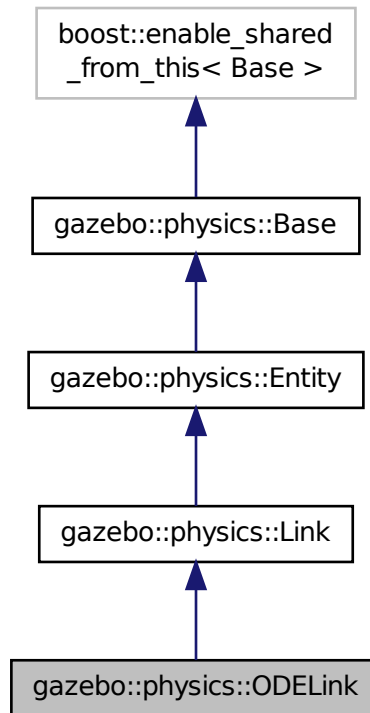 boost::enable_shared
_from_this< Base >
gazebo::physics::Base
gazebo::physics::Entity
gazebo::physics::Link
gazebo::physics::ODELink